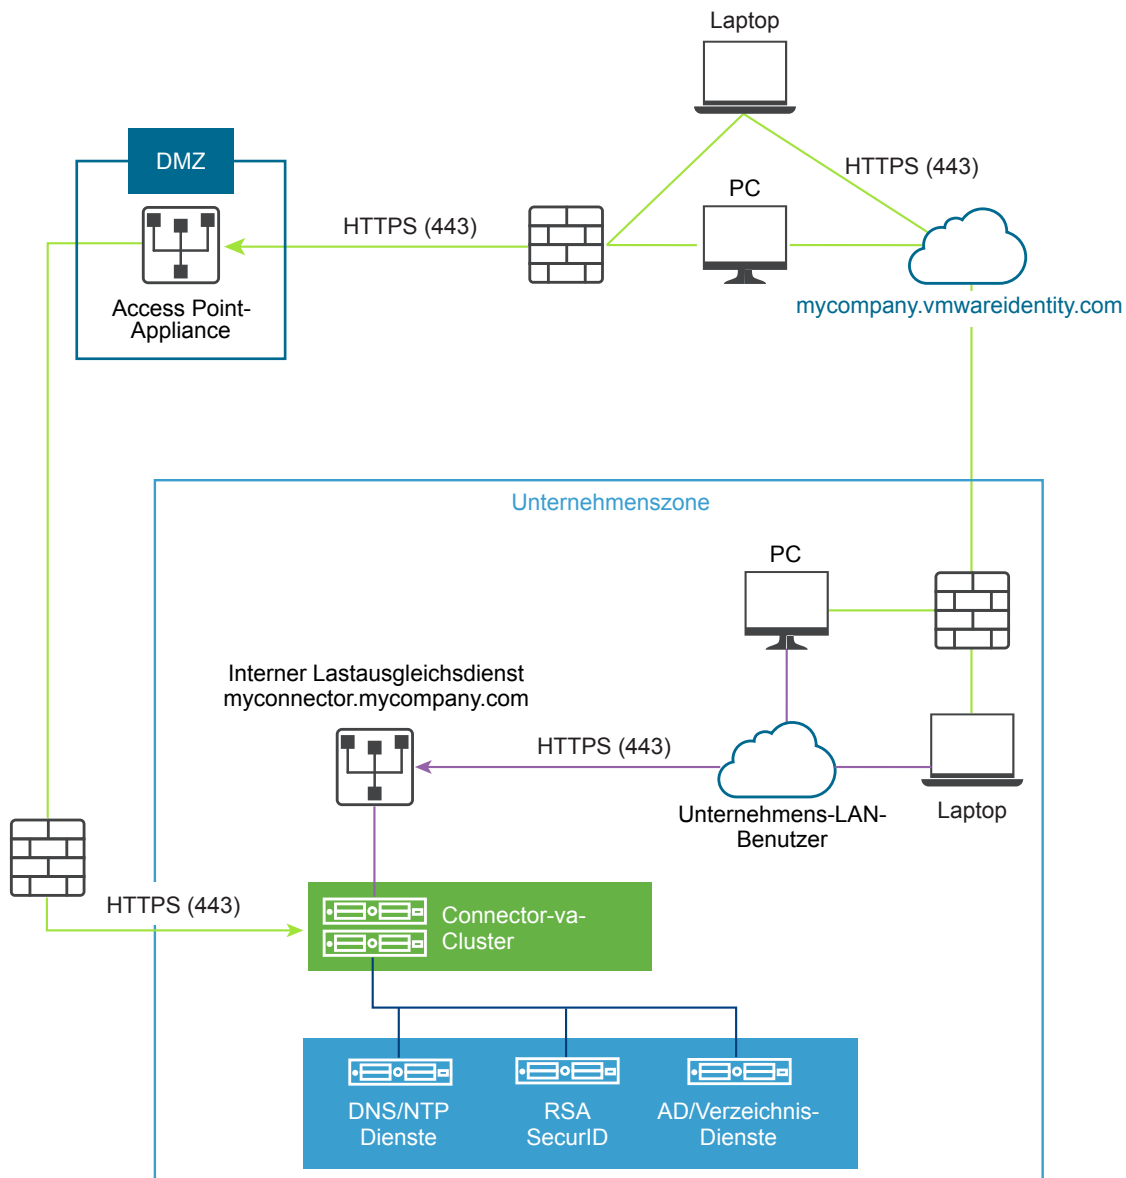 Laptop
DMZ
HTTPS (443)
PC
HTTPS (443)
Access Point-
Appliance
mycompany.vmwareidentity.com
Unternehmenszone
PC
Interner Lastausgleichsdienst
myconnector.mycompany.com
HTTPS (443)
Unternehmens-LAN-
Benutzer
Laptop
HTTPS (443)
Connector-va-
Cluster
DNS/NTP
Dienste
RSA
SecurID
AD/Verzeichnis-
Dienste